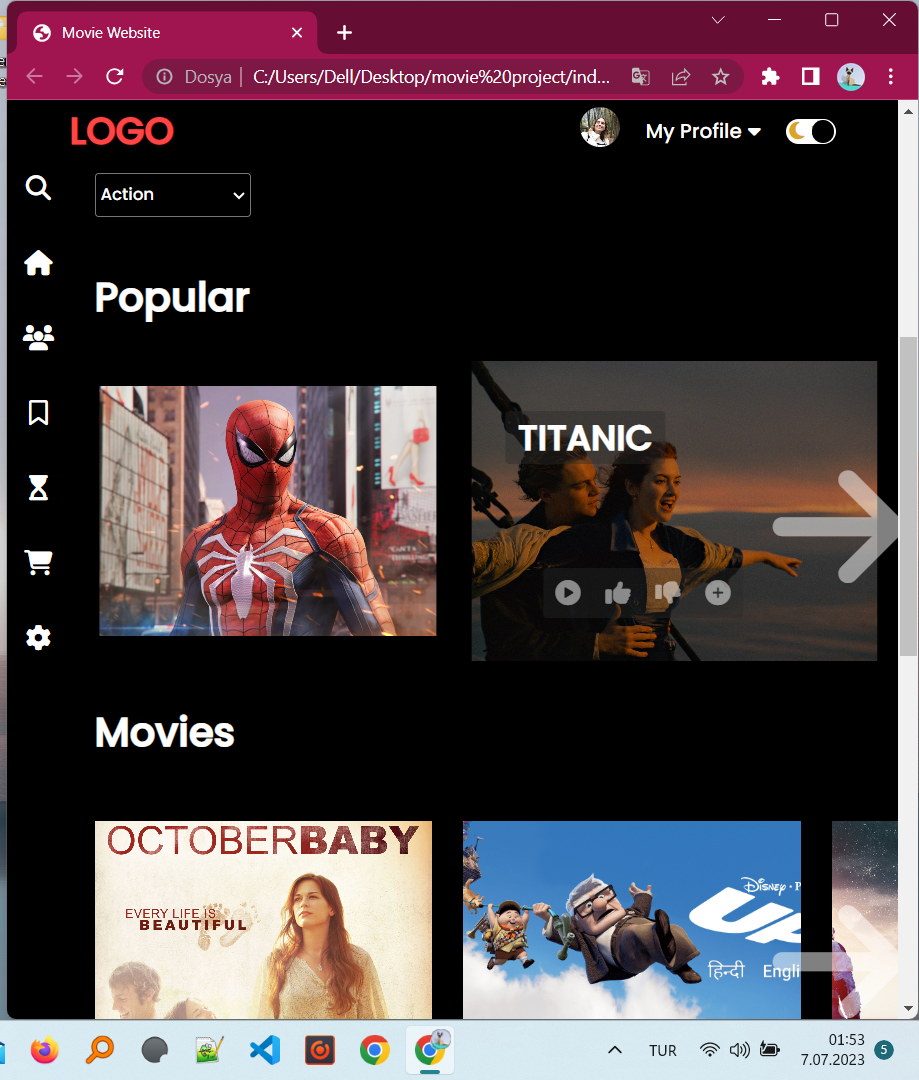 Movie Website
Dosya
C:/Users/Dell/Desktop/movie%20project/ind...
LOGO
My Profile
Action
Popular
TITANIC
Movies
OCTOBERBABY
EVERY LIFE IS
BEAUTIFUL
DISNEY · P
UP
हिन्दी Engli
TUR
01:53
7.07.2023
5